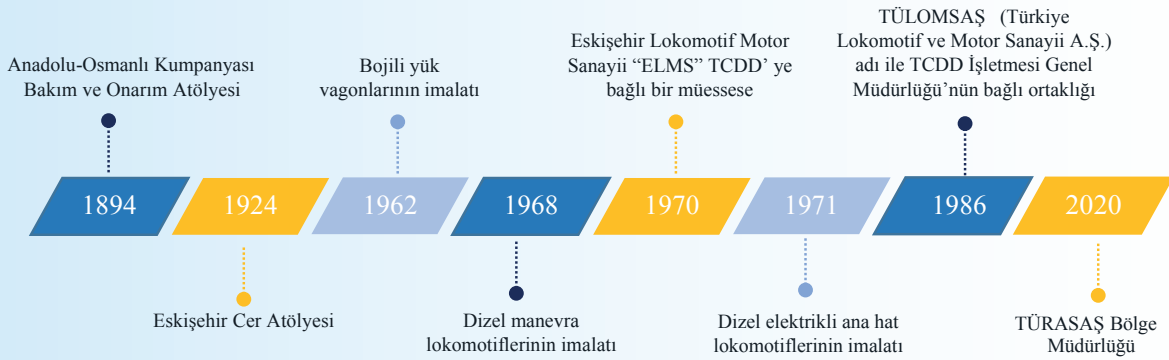 Anadolu-Osmanlı Kumpanyası
Bakım ve Onarım Atölyesi
1894
1924
Eskişehir Cer Atölyesi
Bojili yük
vagonlarının imalatı
1962
1968
Dizel manevra
lokomotiflerinin imalatı
Eskişehir Lokomotif Motor
Sanayii “ELMS” TCDD’ ye
bağlı bir müessese
1970
1971
Dizel elektrikli ana hat
lokomotiflerinin imalatı
TÜLOMSAŞ (Türkiye
Lokomotif ve Motor Sanayii A.Ş.)
adı ile TCDD İşletmesi Genel
Müdürlüğü’nün bağlı ortaklığı
1986
2020
TÜRASAŞ Bölge
Müdürlüğü